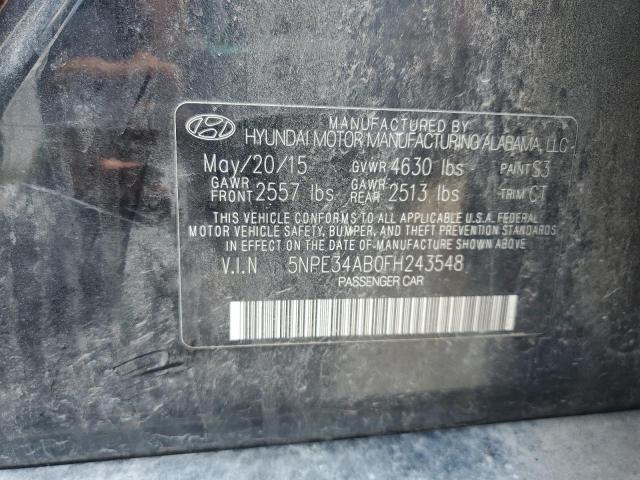 MANUFACTURED BY
HYUNDAI MOTOR MANUFACTURING ALABAMA, LLC
May/20/15 GVWR 4630 lbs PAINT S3
GAWR FRONT 2557 lbs GAWR REAR 2513 lbs TRIM CT
THIS VEHICLE CONFORMS TO ALL APPLICABLE U.S.A. FEDERAL
MOTOR VEHICLE SAFETY, BUMPER, AND THEFT PREVENTION STANDARDS
IN EFFECT ON THE DATE OF MANUFACTURE SHOWN ABOVE.
V.I.N 5NPE34AB0FH243548
PASSENGER CAR